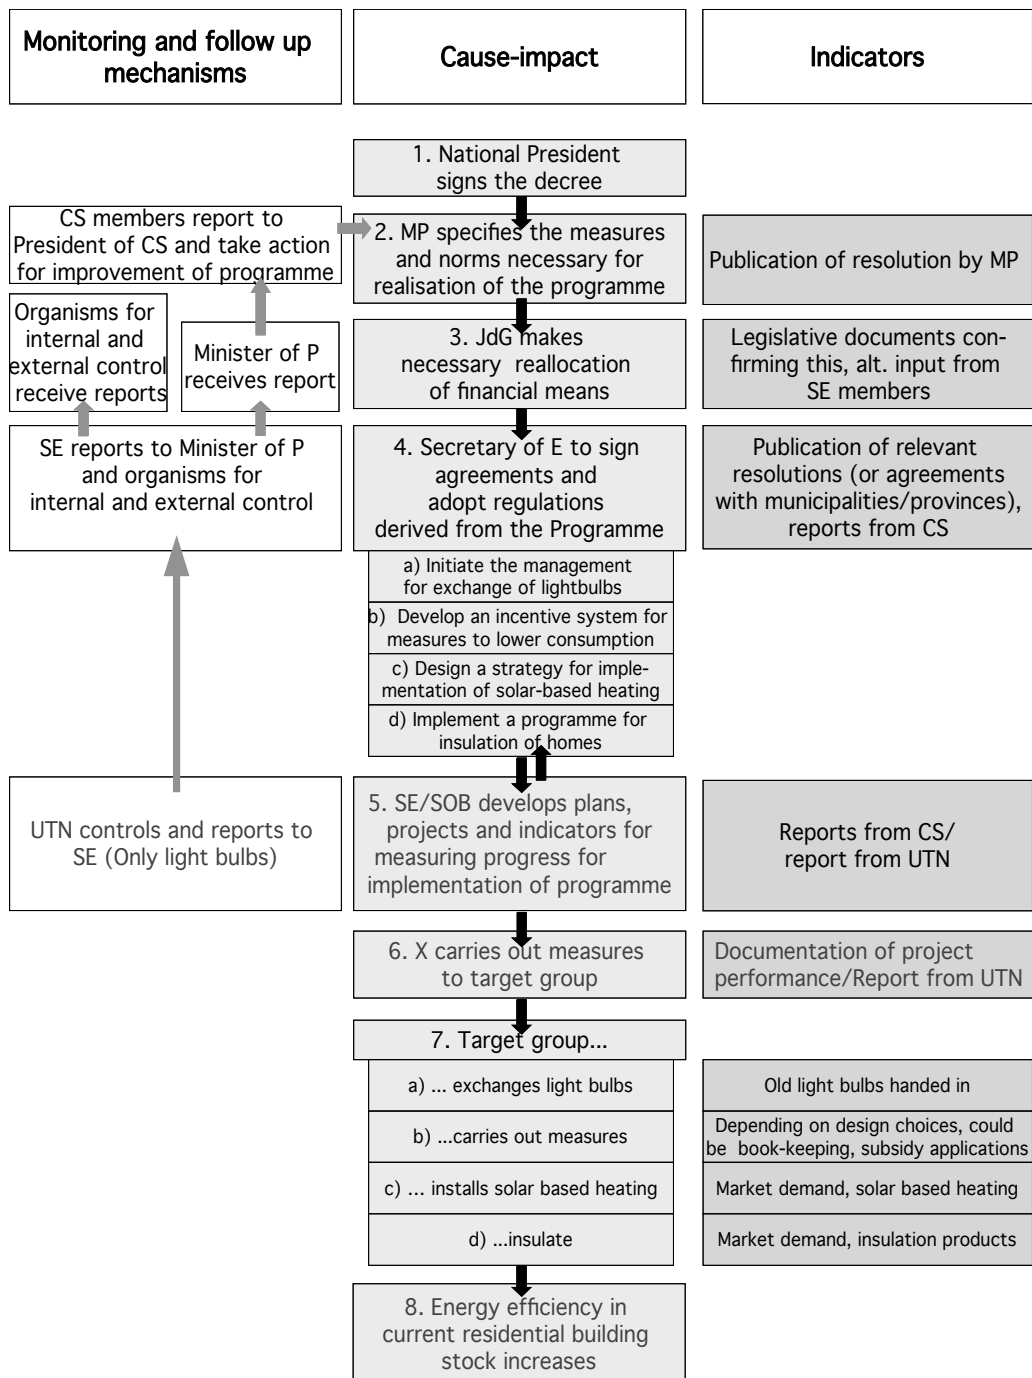 Monitoring and follow up
mechanisms
Cause-impact
Indicators
1. National President
signs the decree
CS members report to
President of CS and take action
for improvement of programme
2. MP specifies the measures
and norms necessary for
realisation of the programme
Publication of resolution by MP
Organisms for
internal and
external control
receive reports
Minister of P
receives report
3. JdG makes
necessary reallocation
of financial means
Legislative documents con-
firming this, alt. input from
SE members
SE reports to Minister of P
and organisms for
internal and external control
4. Secretary of E to sign
agreements and
adopt regulations
derived from the Programme
Publication of relevant
resolutions (or agreements
with municipalities/provinces),
reports from CS
a) Initiate the management
for exchange of lightbulbs
b) Develop an incentive system for
measures to lower consumption
c) Design a strategy for imple-
mentation of solar-based heating
d) Implement a programme for
insulation of homes
UTN controls and reports to
SE (Only light bulbs)
5. SE/SOB develops plans,
projects and indicators for
measuring progress for
implementation of programme
Reports from CS/
report from UTN
6. X carries out measures
to target group
Documentation of project
performance/Report from UTN
7. Target group...
a) ... exchanges light bulbs
Old light bulbs handed in
b) ...carries out measures
Depending on design choices, could
be book-keeping, subsidy applications
c) ... installs solar based heating
Market demand, solar based heating
d) ...insulate
Market demand, insulation products
8. Energy efficiency in
current residential building
stock increases